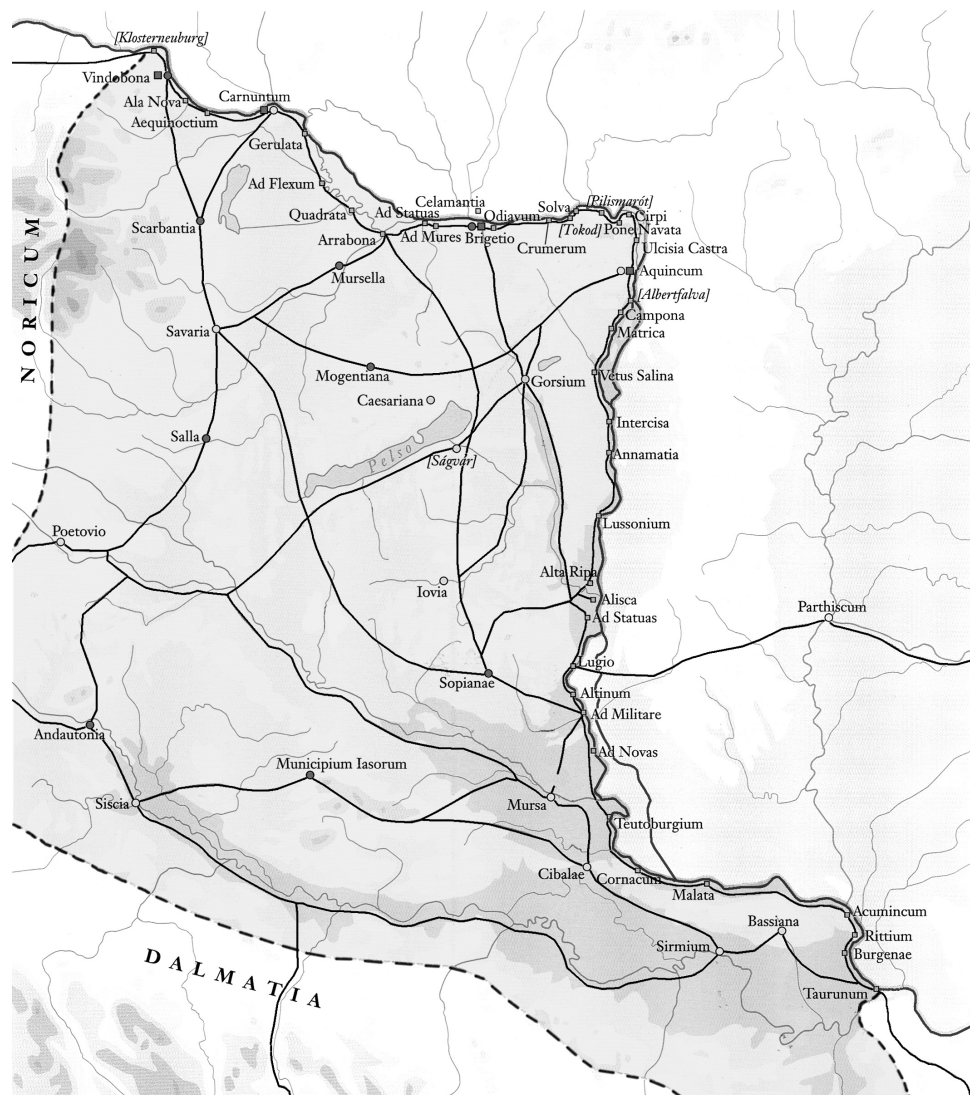 [Klosterneuburg]
Vindobona
Ala Nova
Carnuntum
Aequinoctium
Gerulata
Ad Flexum
Quadrata
Scarbantia
Arrabona
Ad Statuas
Celamantia
Ad Mures
Brigetio
Odiavum
Crumerum
Solva
[Tokod]
[Pilismarót]
Pone Navata
Cirpi
Ulcisia Castra
Aquincum
[Albertfalva]
Campona
Matrica
Mursella
Savaria
NORICUM
Mogentiana
Caesariana
Gorsium
Vetus Salina
Intercisa
Annamatia
Salla
Pelso
[Ságvár]
Poetovio
Lussonium
Alta Ripa
Iovia
Alisca
Ad Statuas
Parthiscum
Lugio
Sopianae
Altinum
Ad Militare
Andautonia
Ad Novas
Municipium Iasorum
Siscia
Mursa
Teutoburgium
Cibalae
Cornacum
Malata
Acumincum
Bassiana
Rittium
Sirmium
Burgenae
Taurunum
DALMATIA